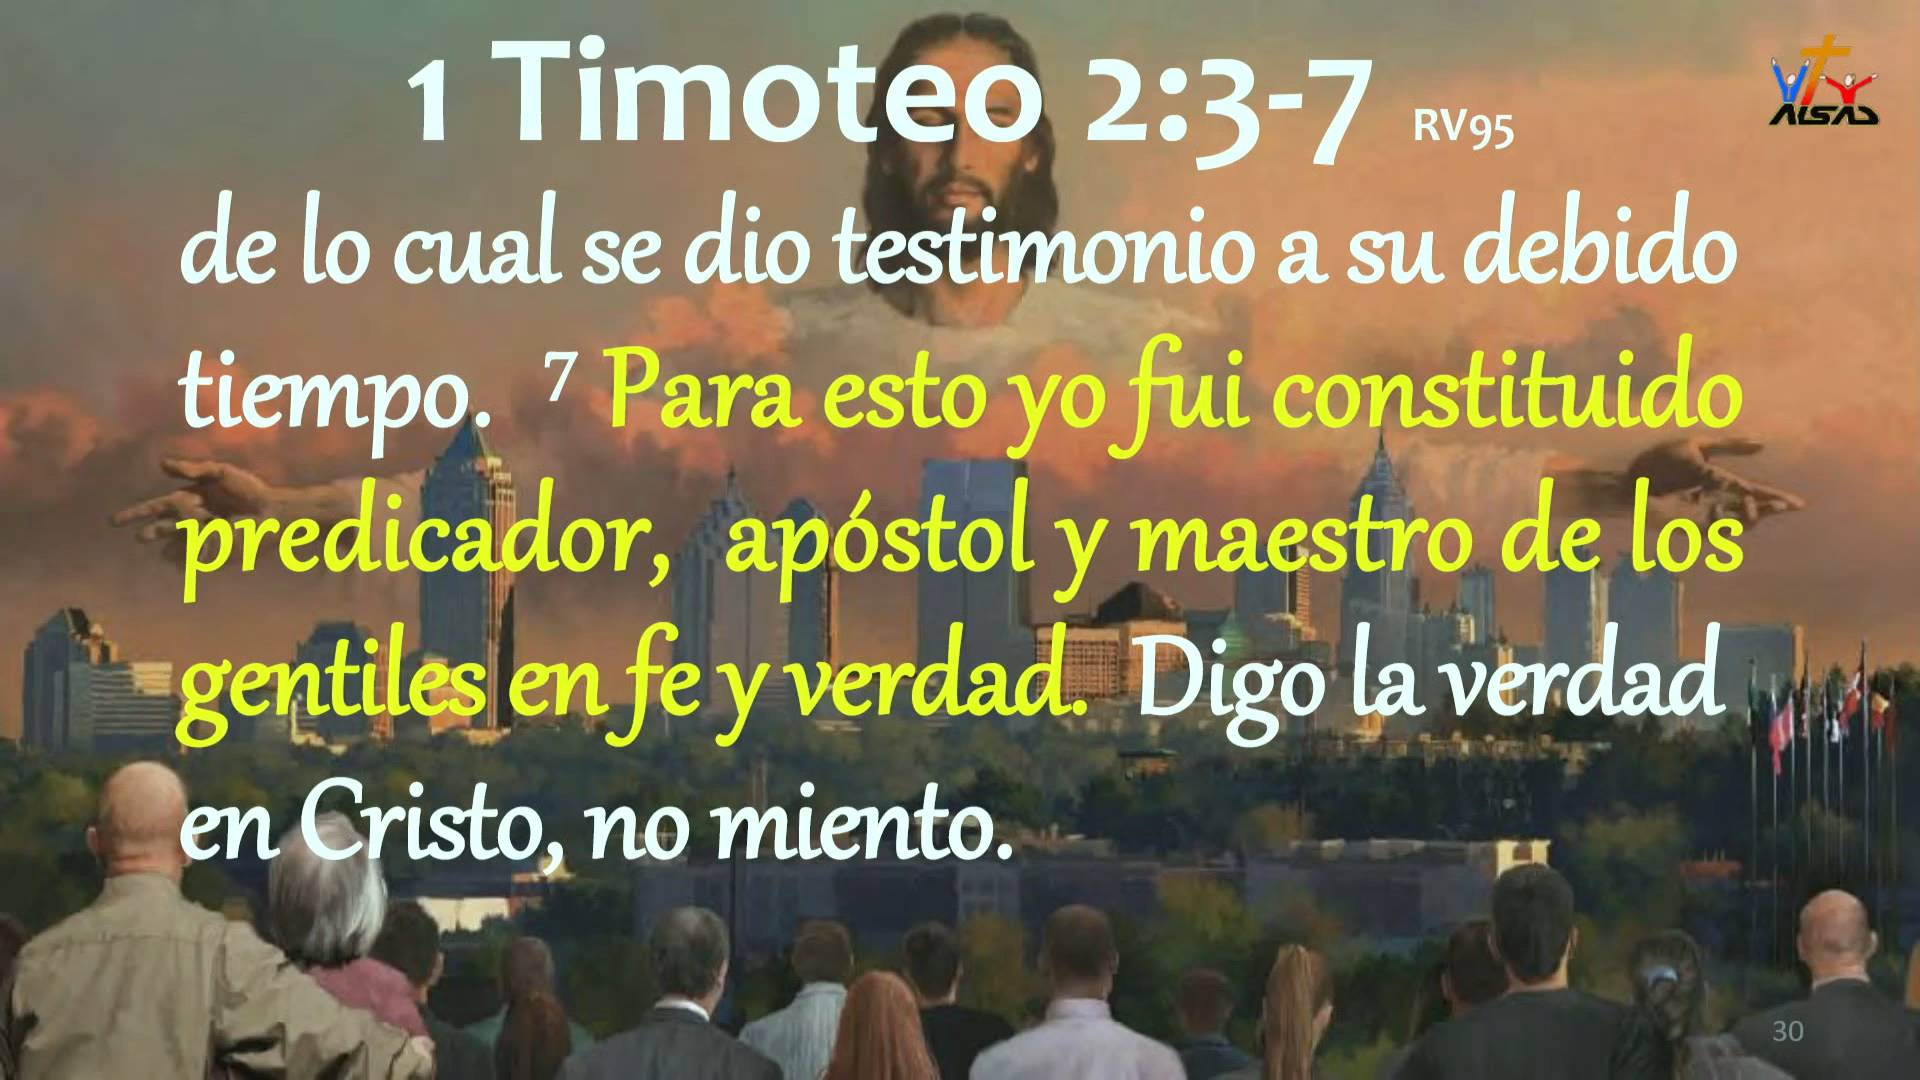 1 Timoteo 2:3-7 RV95
ALSAD
de lo cual se dio testimonio a su debido
tiempo. 7 Para esto yo fui constituido
predicador, apóstol y maestro de los
gentiles en fe y verdad. Digo la verdad
en Cristo, no miento.
30